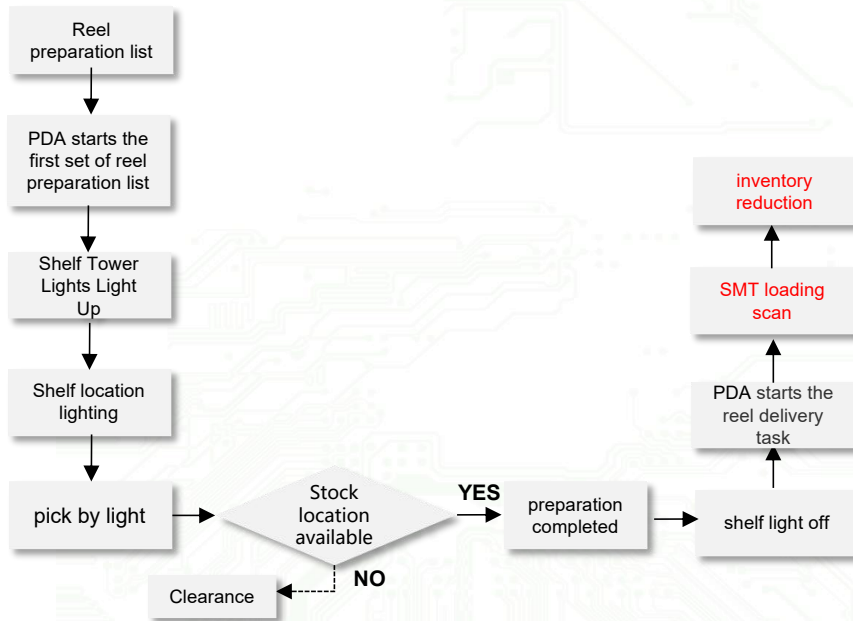 Reel
preparation list
PDA starts the
first set of reel
preparation list
Shelf Tower
Lights Light
Up
Shelf location
lighting
pick by light
Stock
location
available
YES
NO
Clearance
preparation
completed
shelf light off
PDA starts the
reel delivery
task
SMT loading
scan
inventory
reduction